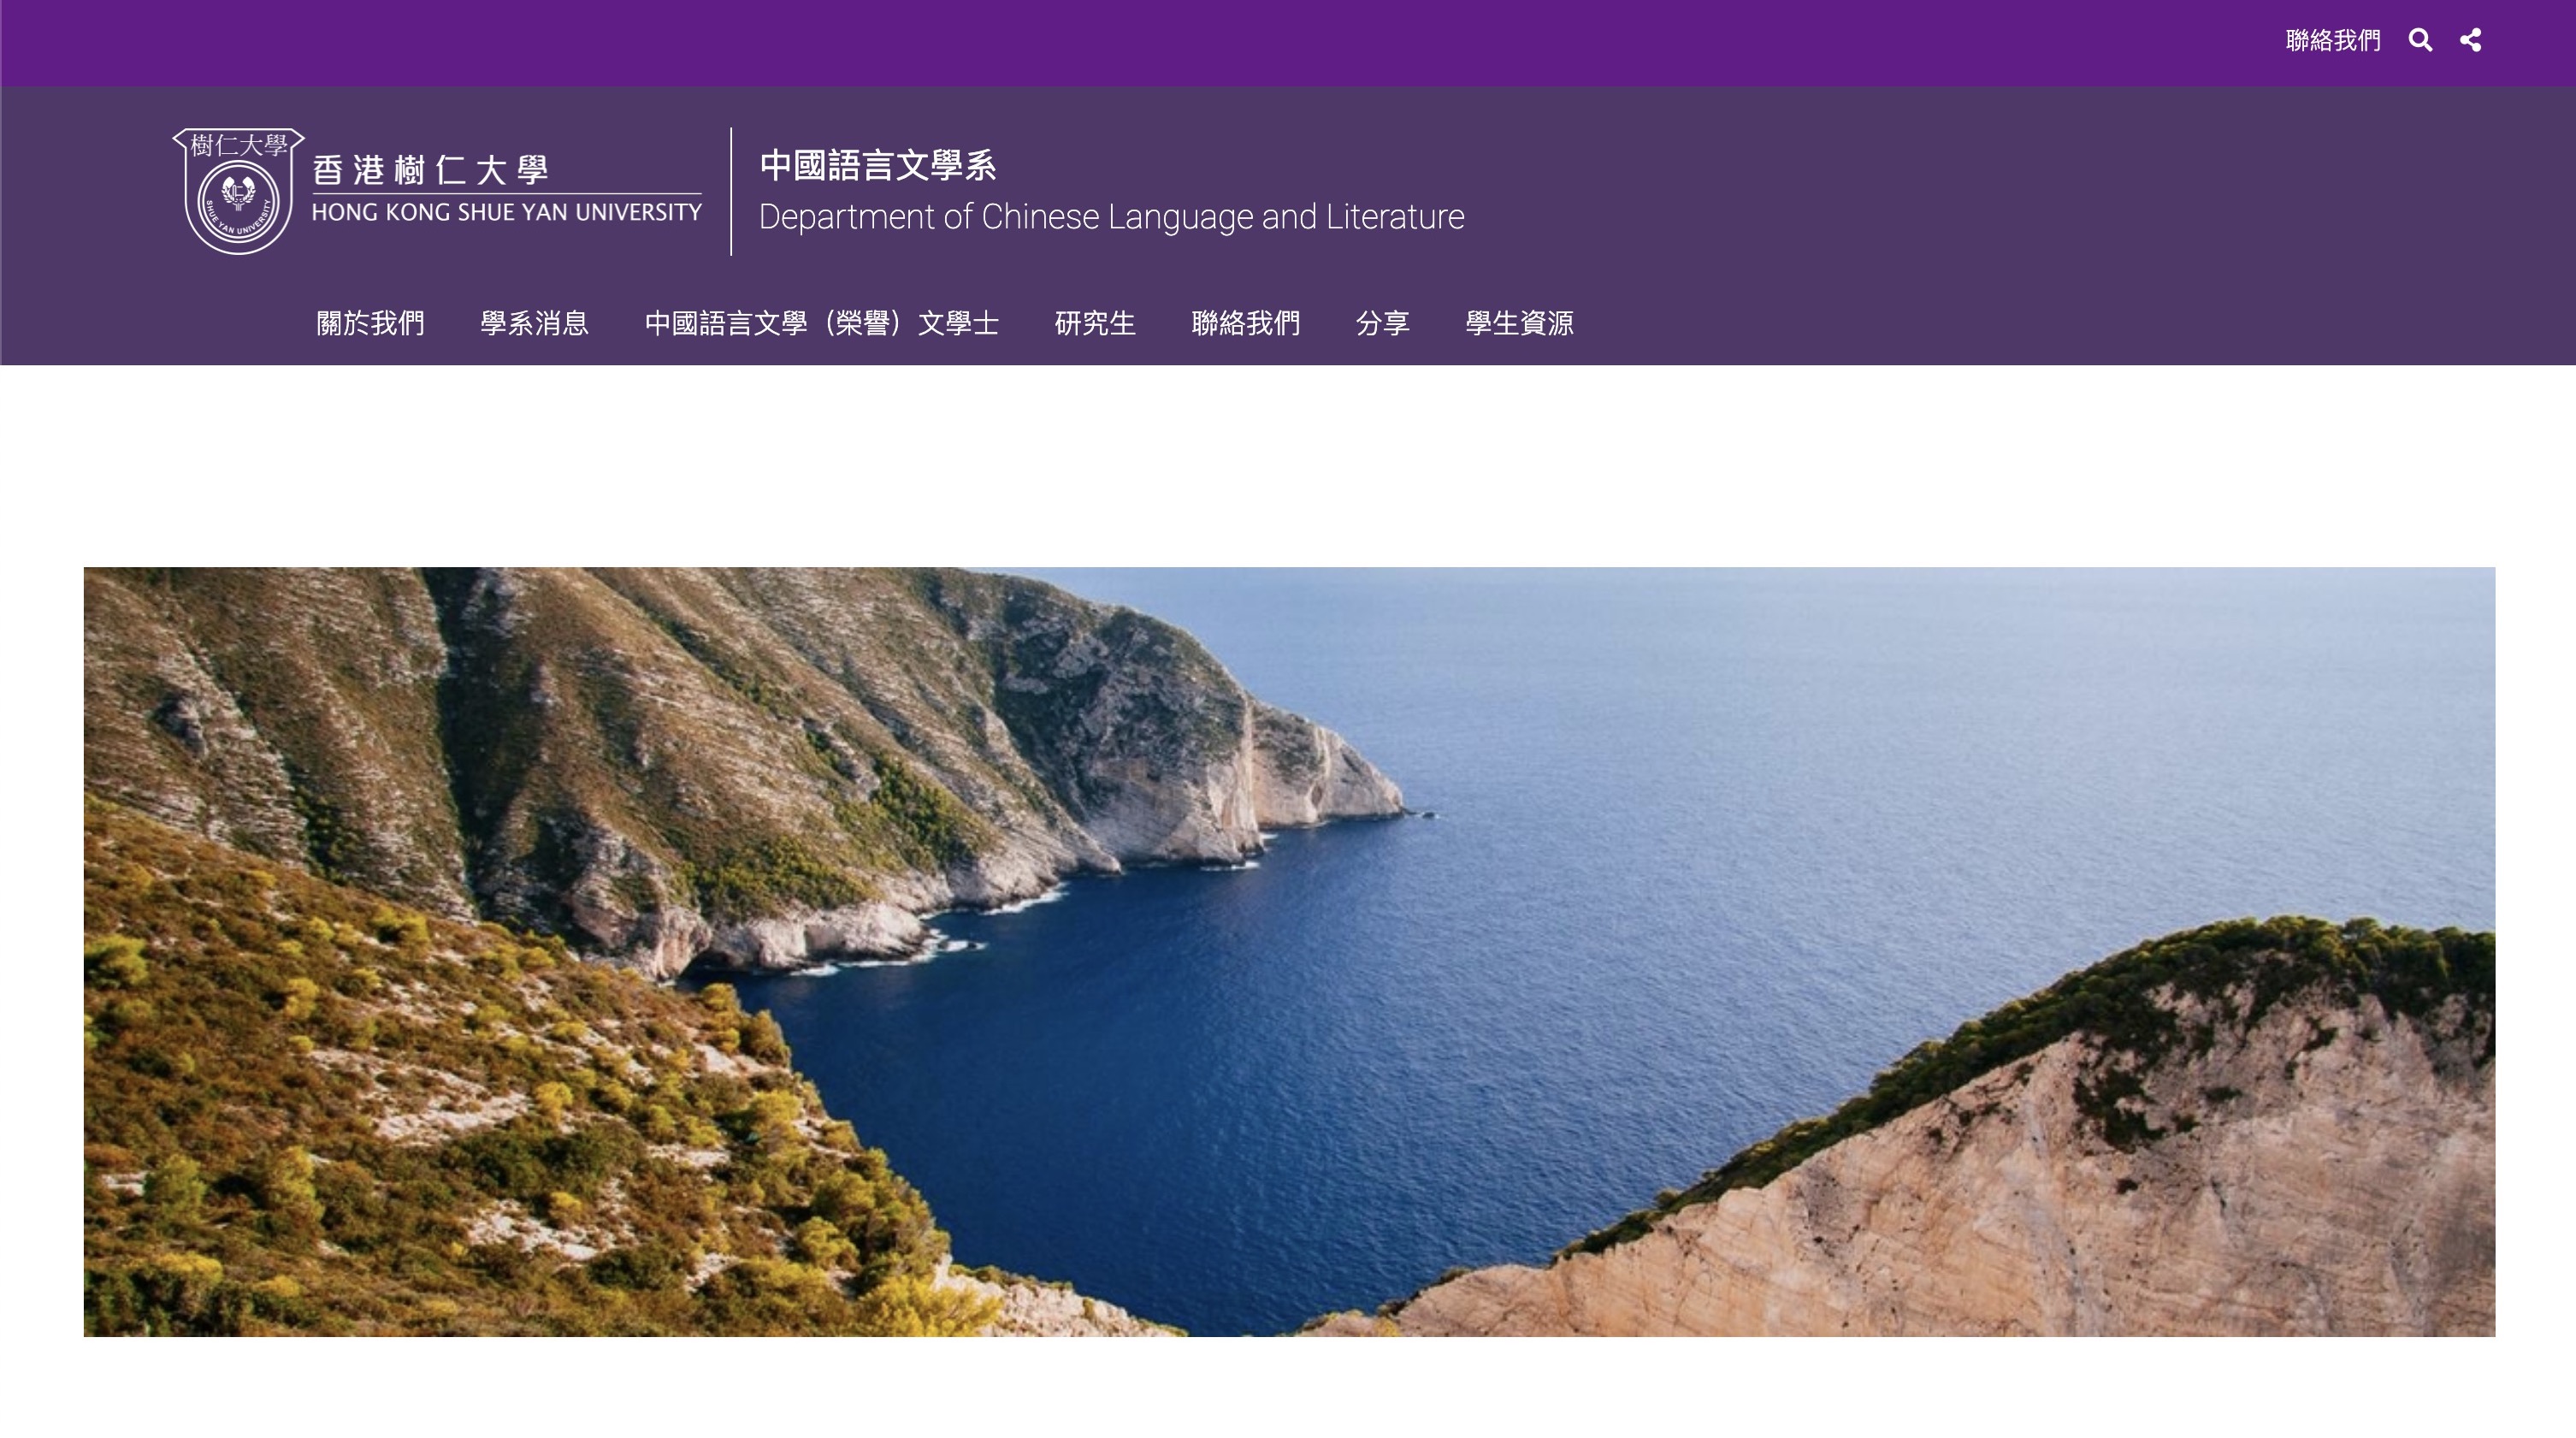 聯絡我們
樹仁大學
SHUE YAN UNIVERSITY
仁
香港樹仁大學
HONG KONG SHUE YAN UNIVERSITY
中國語言文學系
Department of Chinese Language and Literature
關於我們 學系消息 中國語言文學（榮譽）文學士 研究生 聯絡我們 分享 學生資源